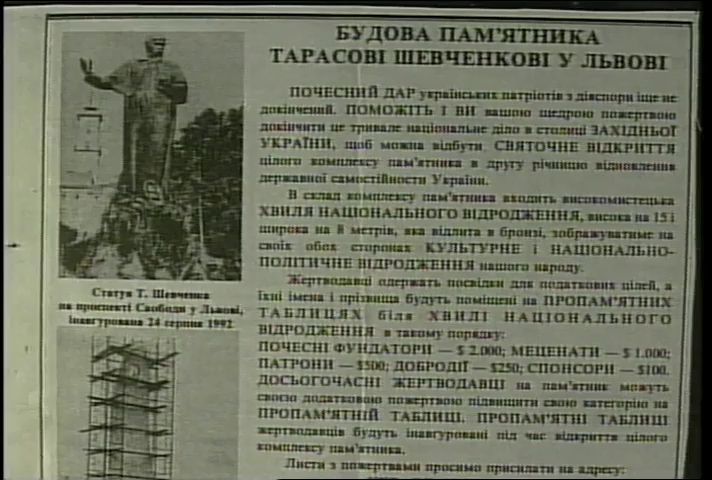 БУДОВА ПАМ'ЯТНИКА
ТАРАСОВІ ШЕВЧЕНКОВІ У ЛЬВОВІ
ПОЧЕСНИЙ ДАР українських патріотів з діяспори іще не
докінчений. ПОМОЖІТЬ І ВИ вашою щедрою пожертвою
докінчити це тривале національне діло в столиці ЗАХІДНЬОЇ
УКРАЇНИ, щоб можна відбути СВЯТОЧНЕ ВІДКРИТТЯ
цілого комплексу пам'ятника в другу річницю відновлення
державної самостійности України.
В склад комплексу пам'ятника входить високомистецька
ХВИЛЯ НАЦІОНАЛЬНОГО ВІДРОДЖЕННЯ, висока на 15 і
широка на 8 метрів, яка відлита в бронзі, зображуватиме на
своїх обох сторонах КУЛЬТУРНЕ і НАЦІОНАЛЬНО-
ПОЛІТИЧНЕ ВІДРОДЖЕННЯ нашого народу.
Жертводавці одержать посвідки для податкових цілей, а
їхні імена і прізвища будуть поміщені на ПРОПАМ'ЯТНИХ
ТАБЛИЦЯХ біля ХВИЛІ НАЦІОНАЛЬНОГО
ВІДРОДЖЕННЯ в такому порядку:
ПОЧЕСНІ ФУНДАТОРИ — $ 2.000; МЕЦЕНАТИ — $ 1.000;
ПАТРОНИ — $500; ДОБРОДІЇ — $250; СПОНСОРИ — $100.
ДОСЬОГОЧАСНІ ЖЕРТВОДАВЦІ на пам'ятник можуть
своєю додатковою пожертвою підвищити свою категорію на
ПРОПАМ'ЯТНІЙ ТАБЛИЦІ. ПРОПАМ'ЯТНІ ТАБЛИЦІ
жертводавців будуть інавгуровані під час відкриття цілого
комплексу пам'ятника.
Листи з пожертвами просимо присилати на адресу:
Статуя Т. Шевченка
на проспекті Свободи у Львові,
інавгурована 24 серпня 1992